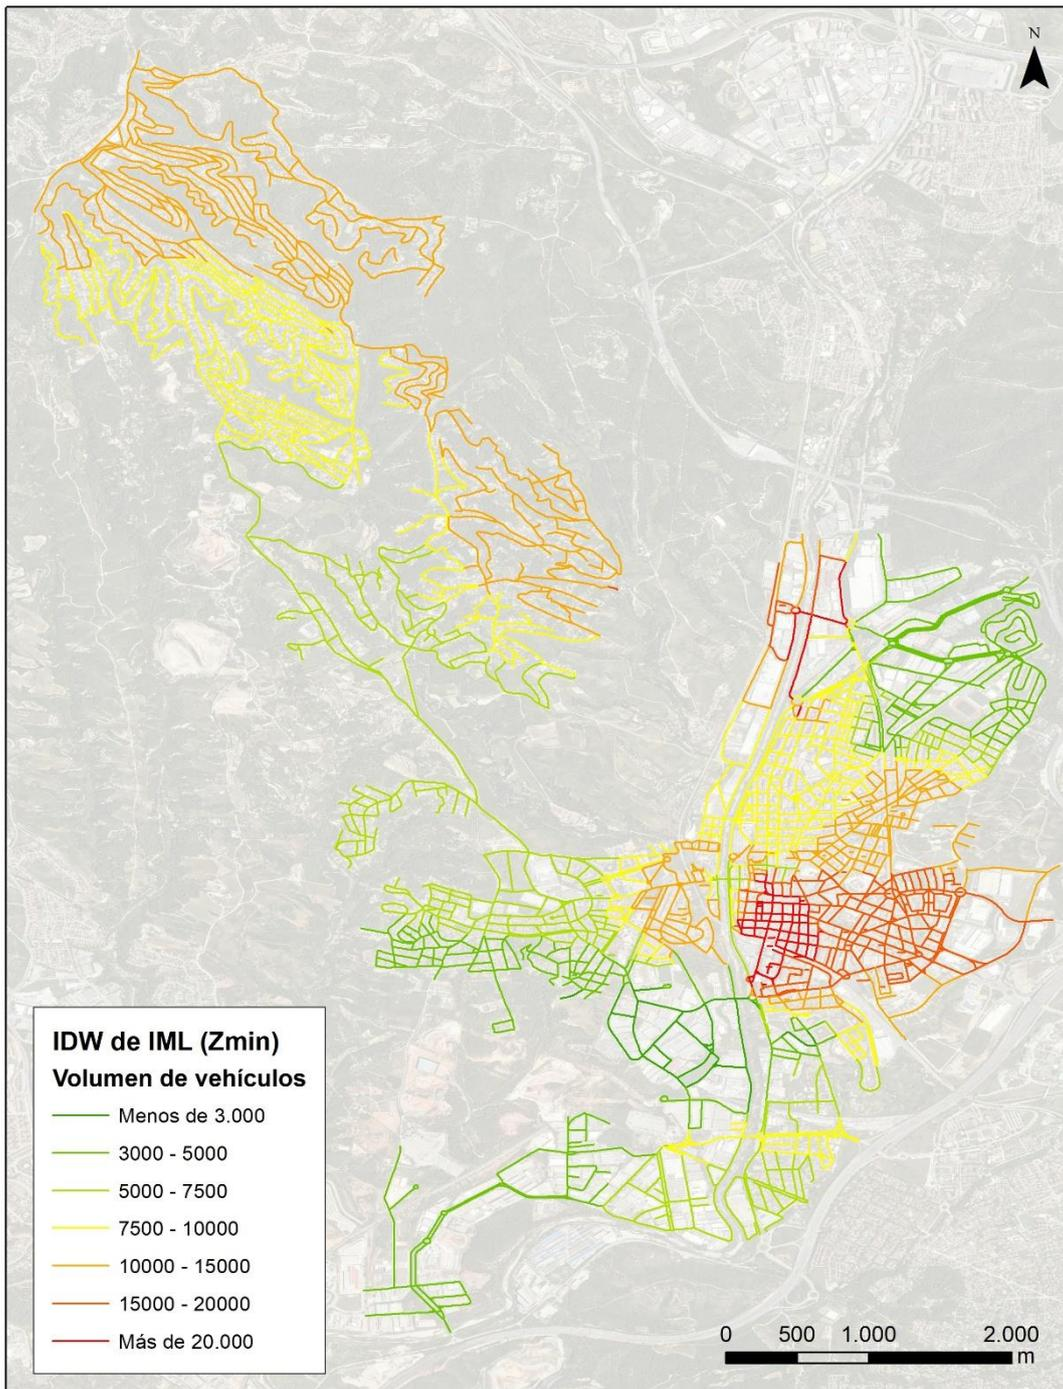 N
IDW de IML (Zmin)
Volumen de vehículos
Menos de 3.000
3000 - 5000
5000 - 7500
7500 - 10000
10000 - 15000
15000 - 20000
Más de 20.000
0 500 1.000 2.000
m